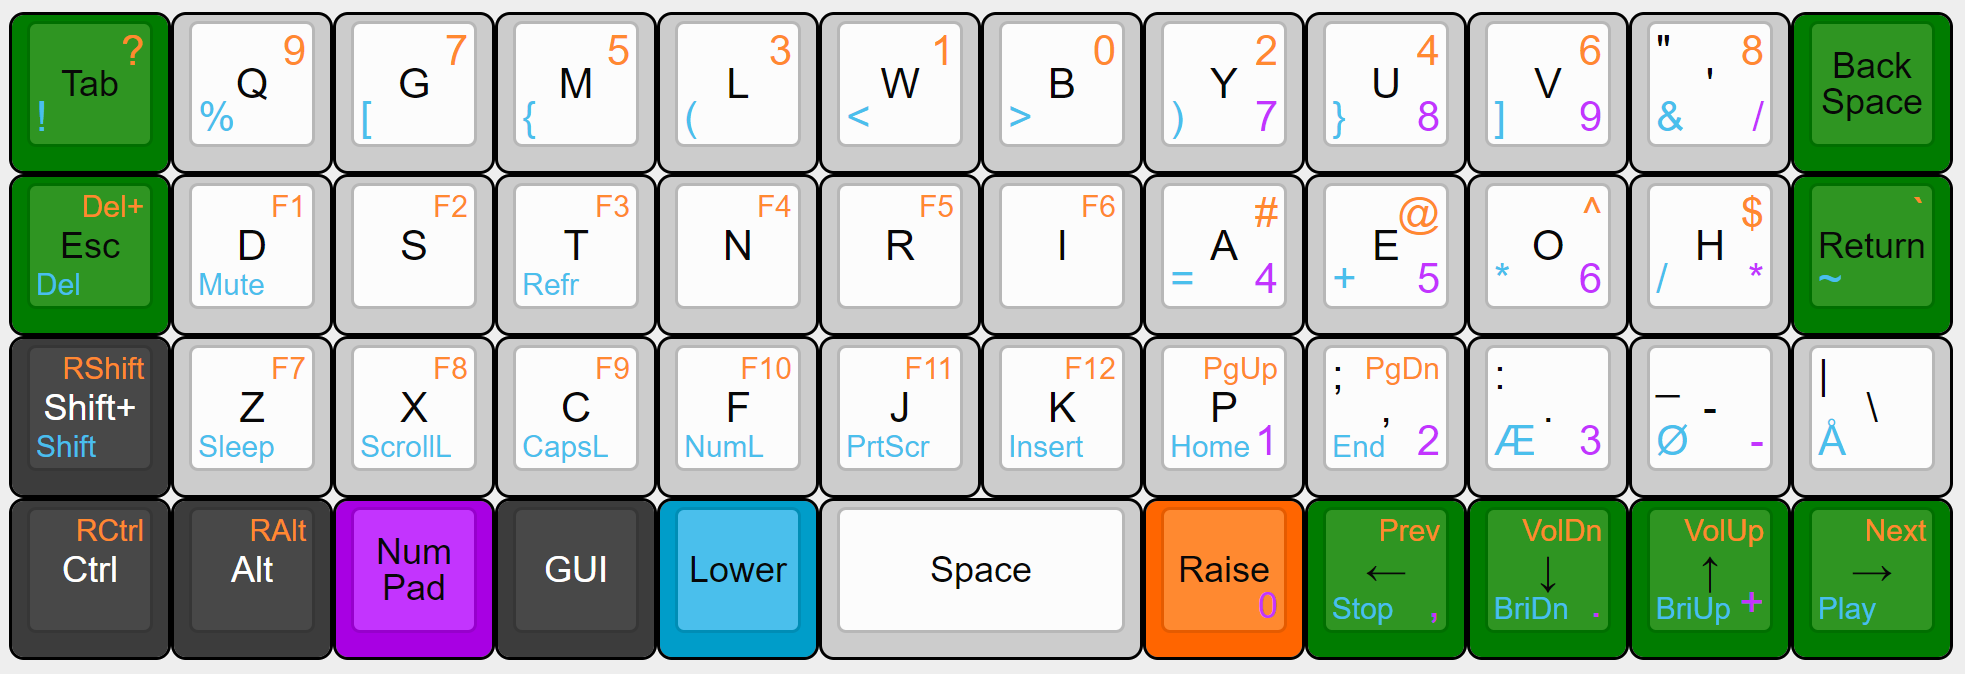 ? Tab !
9 Q %
7 G [
5 M {
3 L (
1 W <
0 B >
2 Y ) 7
4 U } 8
6 V ] 9
" 8 ' & /
Back
Space
Del+ Esc Del
F1 D Mute
F2 S
F3 T Refr
F4 N
F5 R
F6 I
# A = 4
@ E + 5
^ O * 6
$ H / *
` Return ~
RShift
Shift+
Shift
F7 Z Sleep
F8 X ScrollL
F9 C CapsL
F10 F NumL
F11 J PrtScr
F12 K Insert
PgUp P Home 1
; PgDn , End 2
: . Æ 3
_ - Ø -
| \ Å
RCtrl
Ctrl
RAlt
Alt
Num
Pad
GUI
Lower
Space
Raise 0
Prev ← Stop ,
VolDn ↓ BriDn .
VolUp ↑ BriUp +
Next → Play